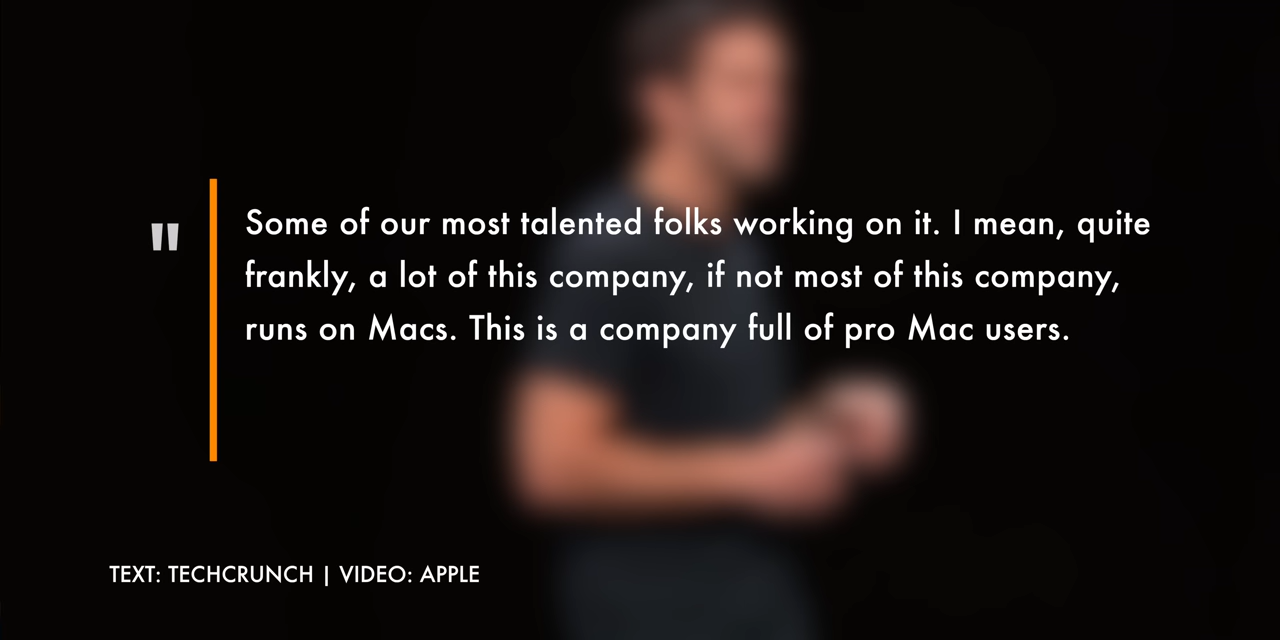 "
Some of our most talented folks working on it. I mean, quite
frankly, a lot of this company, if not most of this company,
runs on Macs. This is a company full of pro Mac users.
TEXT: TECHCRUNCH | VIDEO: APPLE